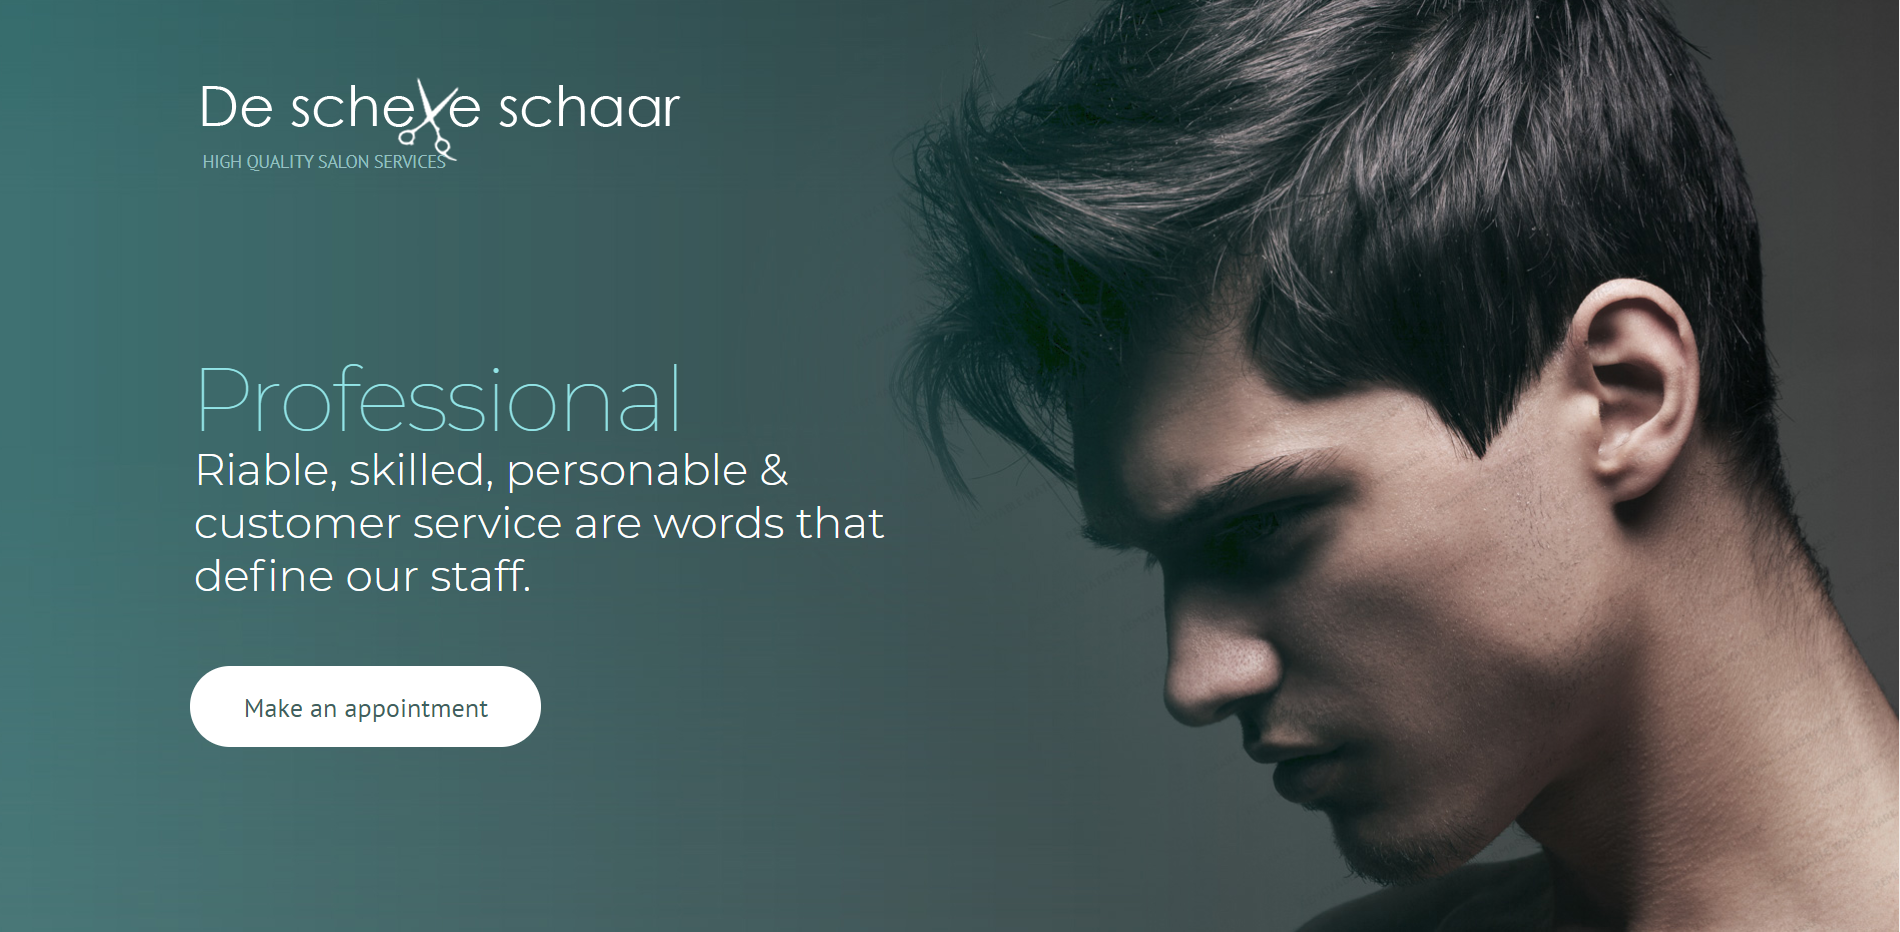 De scheve schaar
HIGH QUALITY SALON SERVICES
Professional
Riable, skilled, personable &
customer service are words that
define our staff.
Make an appointment